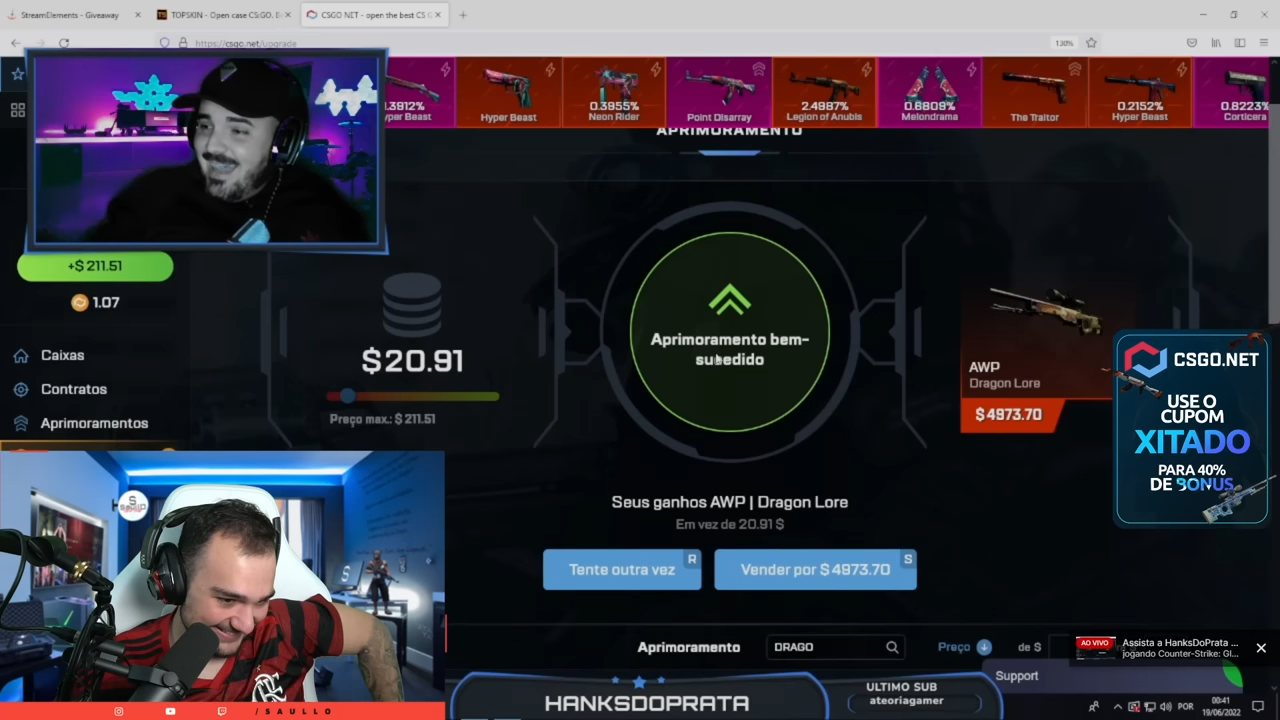 StreamElements - Giveaway
TOPSKIN - Open case CS:GO. B
CSGO NET - open the best CS G
https://csgo.net/upgrade
130%
.3912%
yper Beast
Hyper Beast
0.3955%
Neon Rider
Point Disarray
2.4987%
Legion of Anubis
0.6809%
Melondrama
The Traitor
0.2152%
Hyper Beast
0.8223%
Corticera
APRIMORAMENTO
+$ 211.51
1.07
Caixas
Contratos
Aprimoramentos
$20.91
Preço max.: $ 211.51
Aprimoramento bem-
sucedido
AWP
Dragon Lore
$ 4973.70
CSGO.NET
USE O
CUPOM
XITADO
PARA 40%
DE BONUS
Seus ganhos AWP | Dragon Lore
Em vez de 20.91 $
Tente outra vez
R
Vender por $ 4973.70
S
Aprimoramento
DRAGO
Preço
de $
AO VIVO
Assista a HanksDoPrata ...
jogando Counter-Strike: Gl...
Support
HANKSDOPRATA
ULTIMO SUB
ateoriagamer
/SAULLO
POR
00:41
19/06/2022